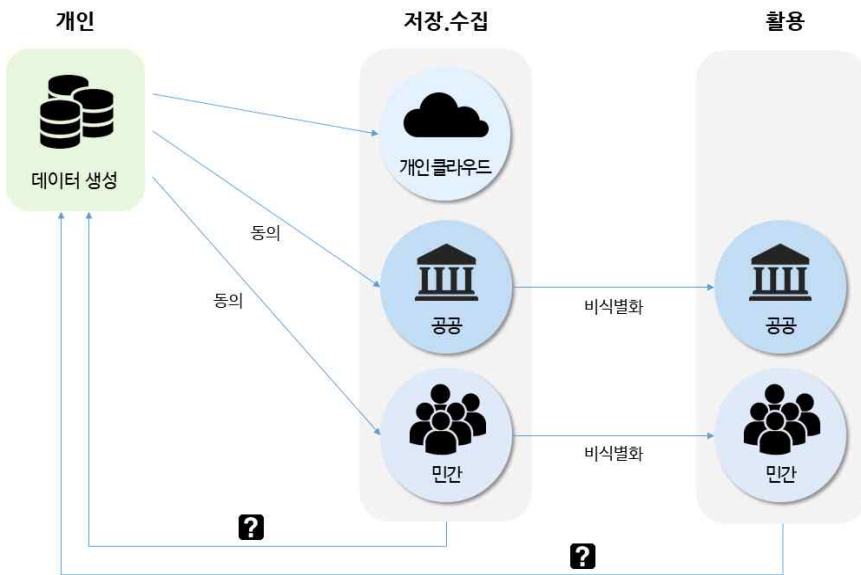 개인
저장.수집
활용
데이터 생성
개인클라우드
동의
동의
공공
비식별화
공공
민간
비식별화
민간
?
?